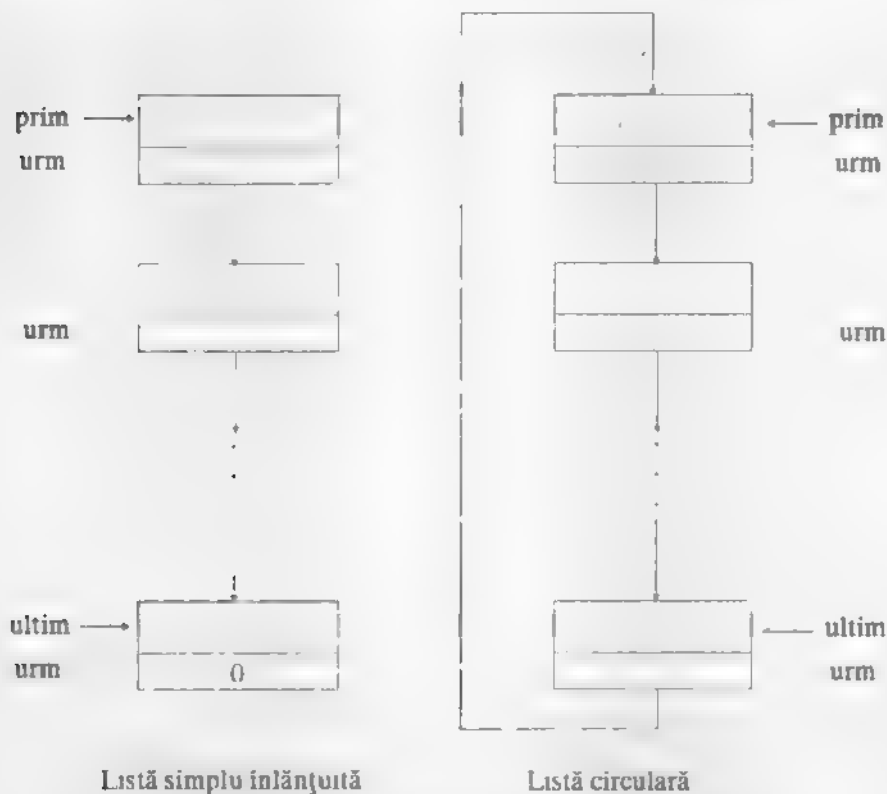 prim prim
urm urm
urm urm
ultim ultim
urm 0 urm
Listă simplu înlănţuită Listă circulară